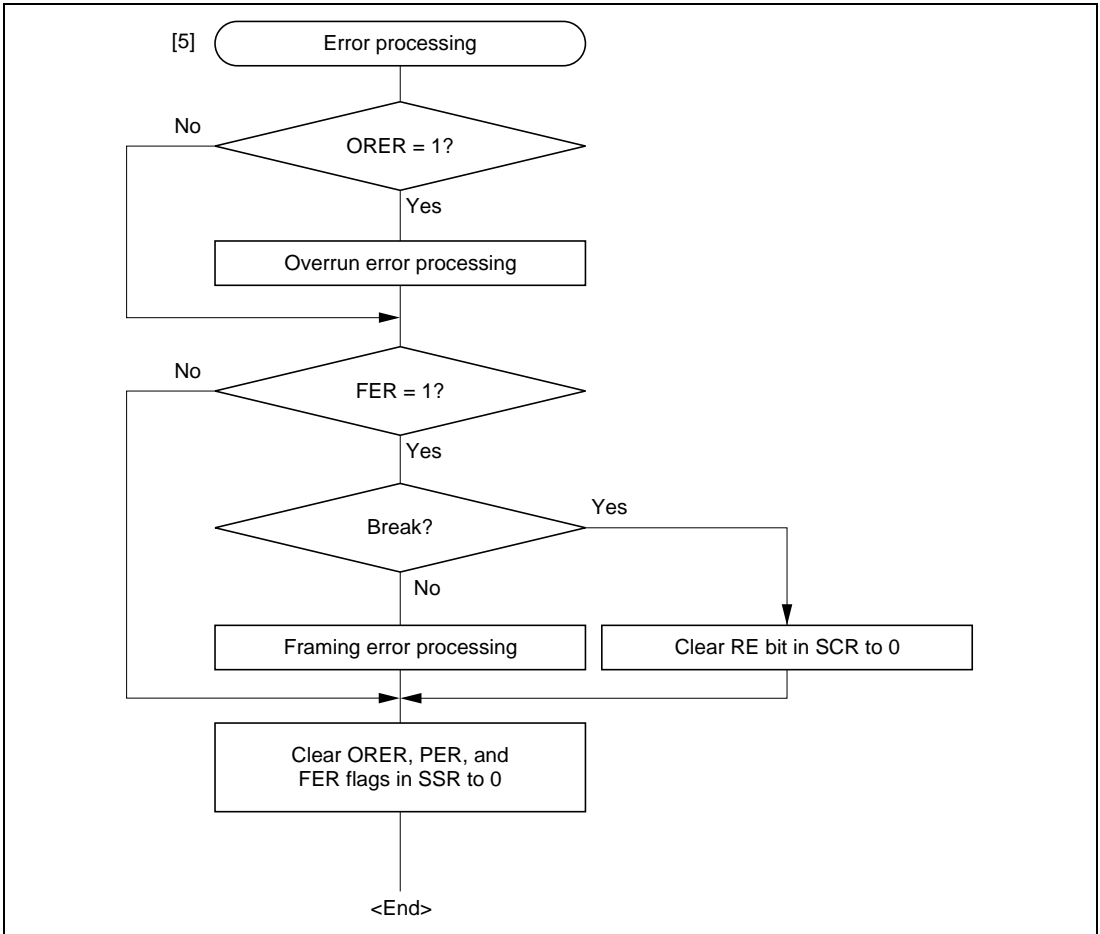 [5] Error processing
No
ORER = 1?
Yes
Overrun error processing
No
FER = 1?
Yes
Break?
Yes
No
Framing error processing
Clear RE bit in SCR to 0
Clear ORER, PER, and
FER flags in SSR to 0
<End>